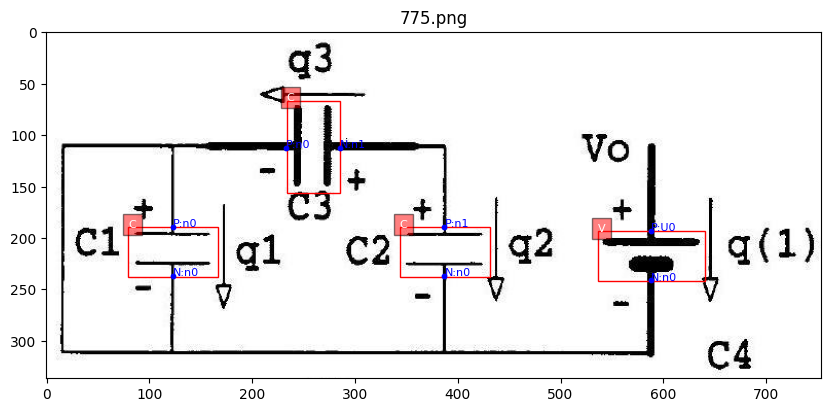 775.png
q3
C
P:n0
N:n1
C3
- +
Vo
+
C
P:n1
+
C
P:n0
+
V
P:U0
C1
q1
C2
q2
q(1)
N:n0
N:n0
N:n0
-
-
-
C4
0
50
100
150
200
250
300
0
100
200
300
400
500
600
700